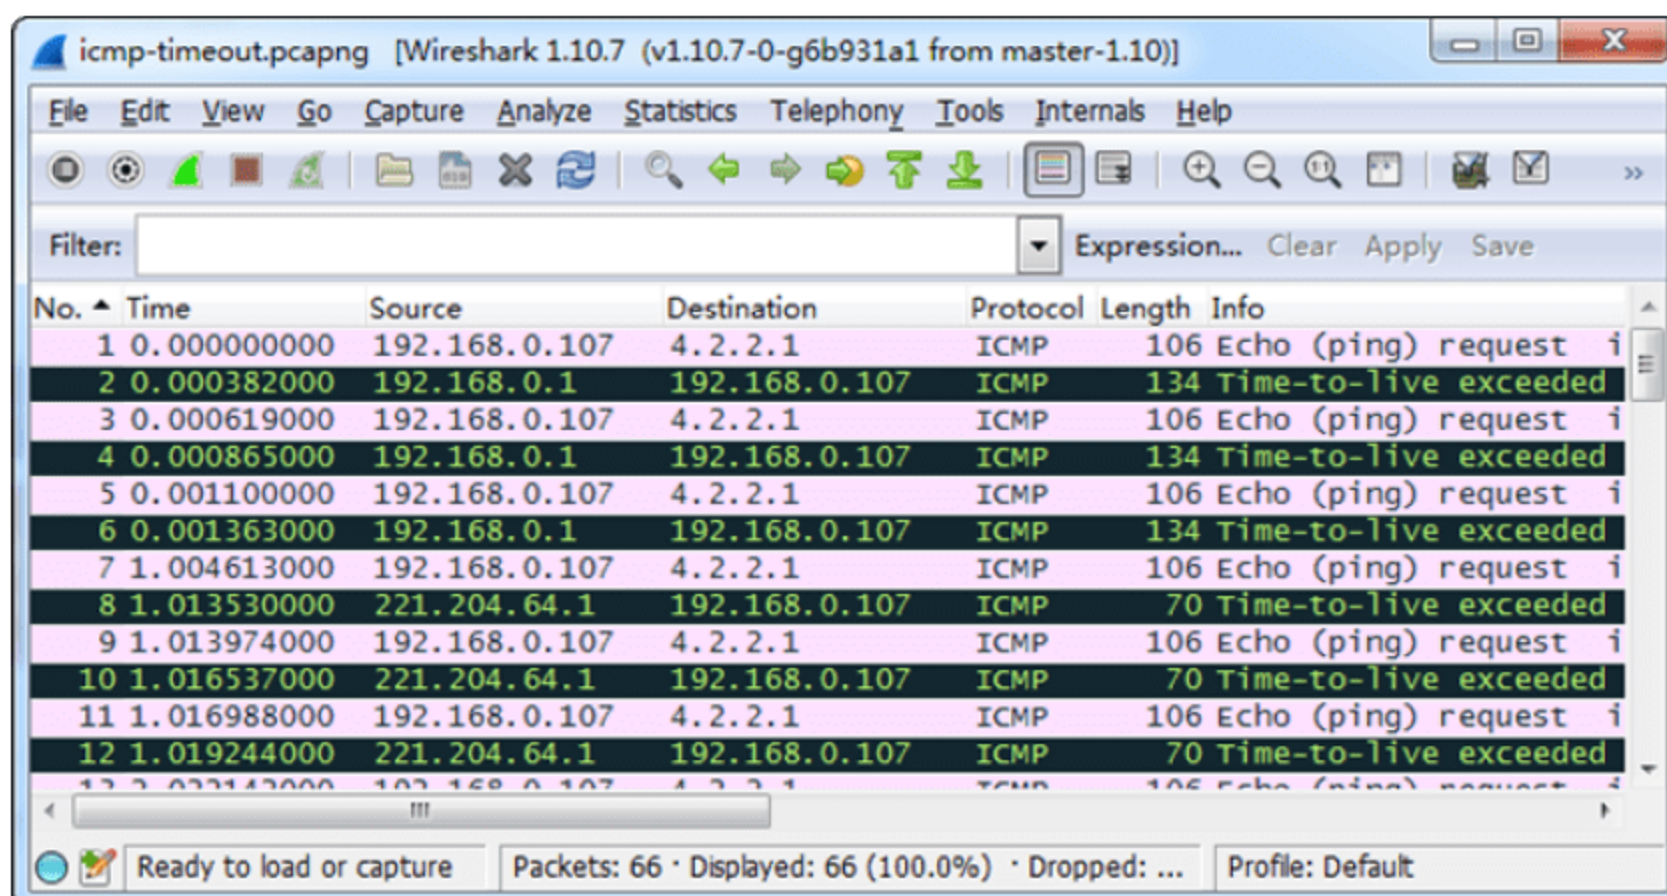 icmp-timeout.pcapng [Wireshark 1.10.7 (v1.10.7-0-g6b931a1 from master-1.10)]
File Edit View Go Capture Analyze Statistics Telephony Tools Internals Help
Filter: Expression... Clear Apply Save
No. Time Source Destination Protocol Length Info
1 0.000000000 192.168.0.107 4.2.2.1 ICMP 106 Echo (ping) request i
2 0.000382000 192.168.0.1 192.168.0.107 ICMP 134 Time-to-live exceeded
3 0.000619000 192.168.0.107 4.2.2.1 ICMP 106 Echo (ping) request i
4 0.000865000 192.168.0.1 192.168.0.107 ICMP 134 Time-to-live exceeded
5 0.001100000 192.168.0.107 4.2.2.1 ICMP 106 Echo (ping) request i
6 0.001363000 192.168.0.1 192.168.0.107 ICMP 134 Time-to-live exceeded
7 1.004613000 192.168.0.107 4.2.2.1 ICMP 106 Echo (ping) request i
8 1.013530000 221.204.64.1 192.168.0.107 ICMP 70 Time-to-live exceeded
9 1.013974000 192.168.0.107 4.2.2.1 ICMP 106 Echo (ping) request i
10 1.016537000 221.204.64.1 192.168.0.107 ICMP 70 Time-to-live exceeded
11 1.016988000 192.168.0.107 4.2.2.1 ICMP 106 Echo (ping) request i
12 1.019244000 221.204.64.1 192.168.0.107 ICMP 70 Time-to-live exceeded
Ready to load or capture Packets: 66 · Displayed: 66 (100.0%) · Dropped: ... Profile: Default